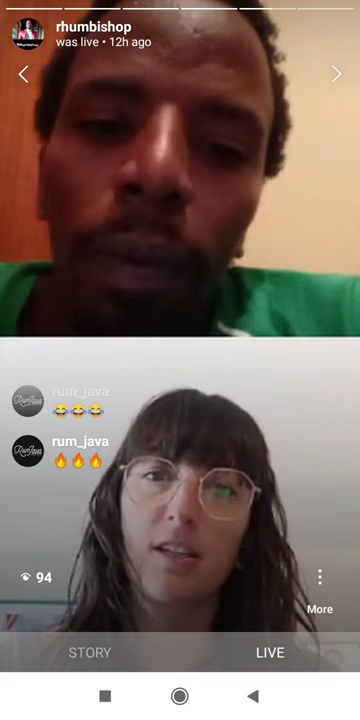 rhumbishop
was live • 12h ago
rum_java
😂😂😂
rum_java
🔥🔥🔥
94
More
STORY
LIVE